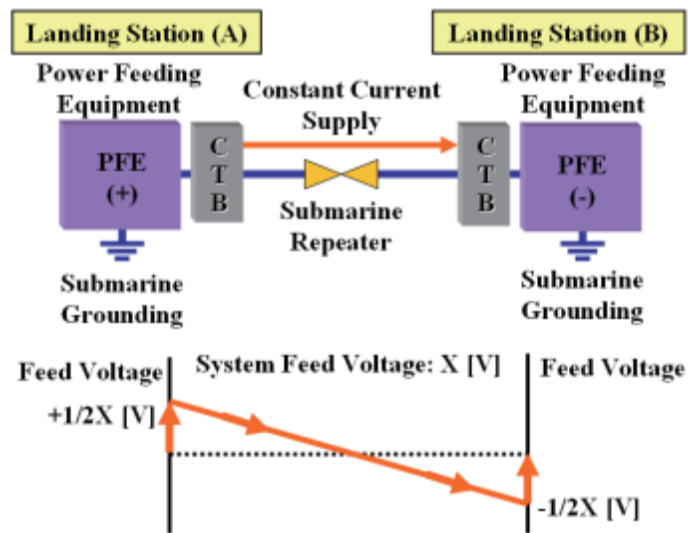 Landing Station (A)
Landing Station (B)
Power Feeding
Equipment
Constant Current
Supply
Power Feeding
Equipment
PFE
(+)
C
T
B
C
T
B
PFE
(-)
Submarine
Repeater
Submarine
Grounding
Submarine
Grounding
Feed Voltage
System Feed Voltage: X [V]
Feed Voltage
+1/2X [V]
-1/2X [V]